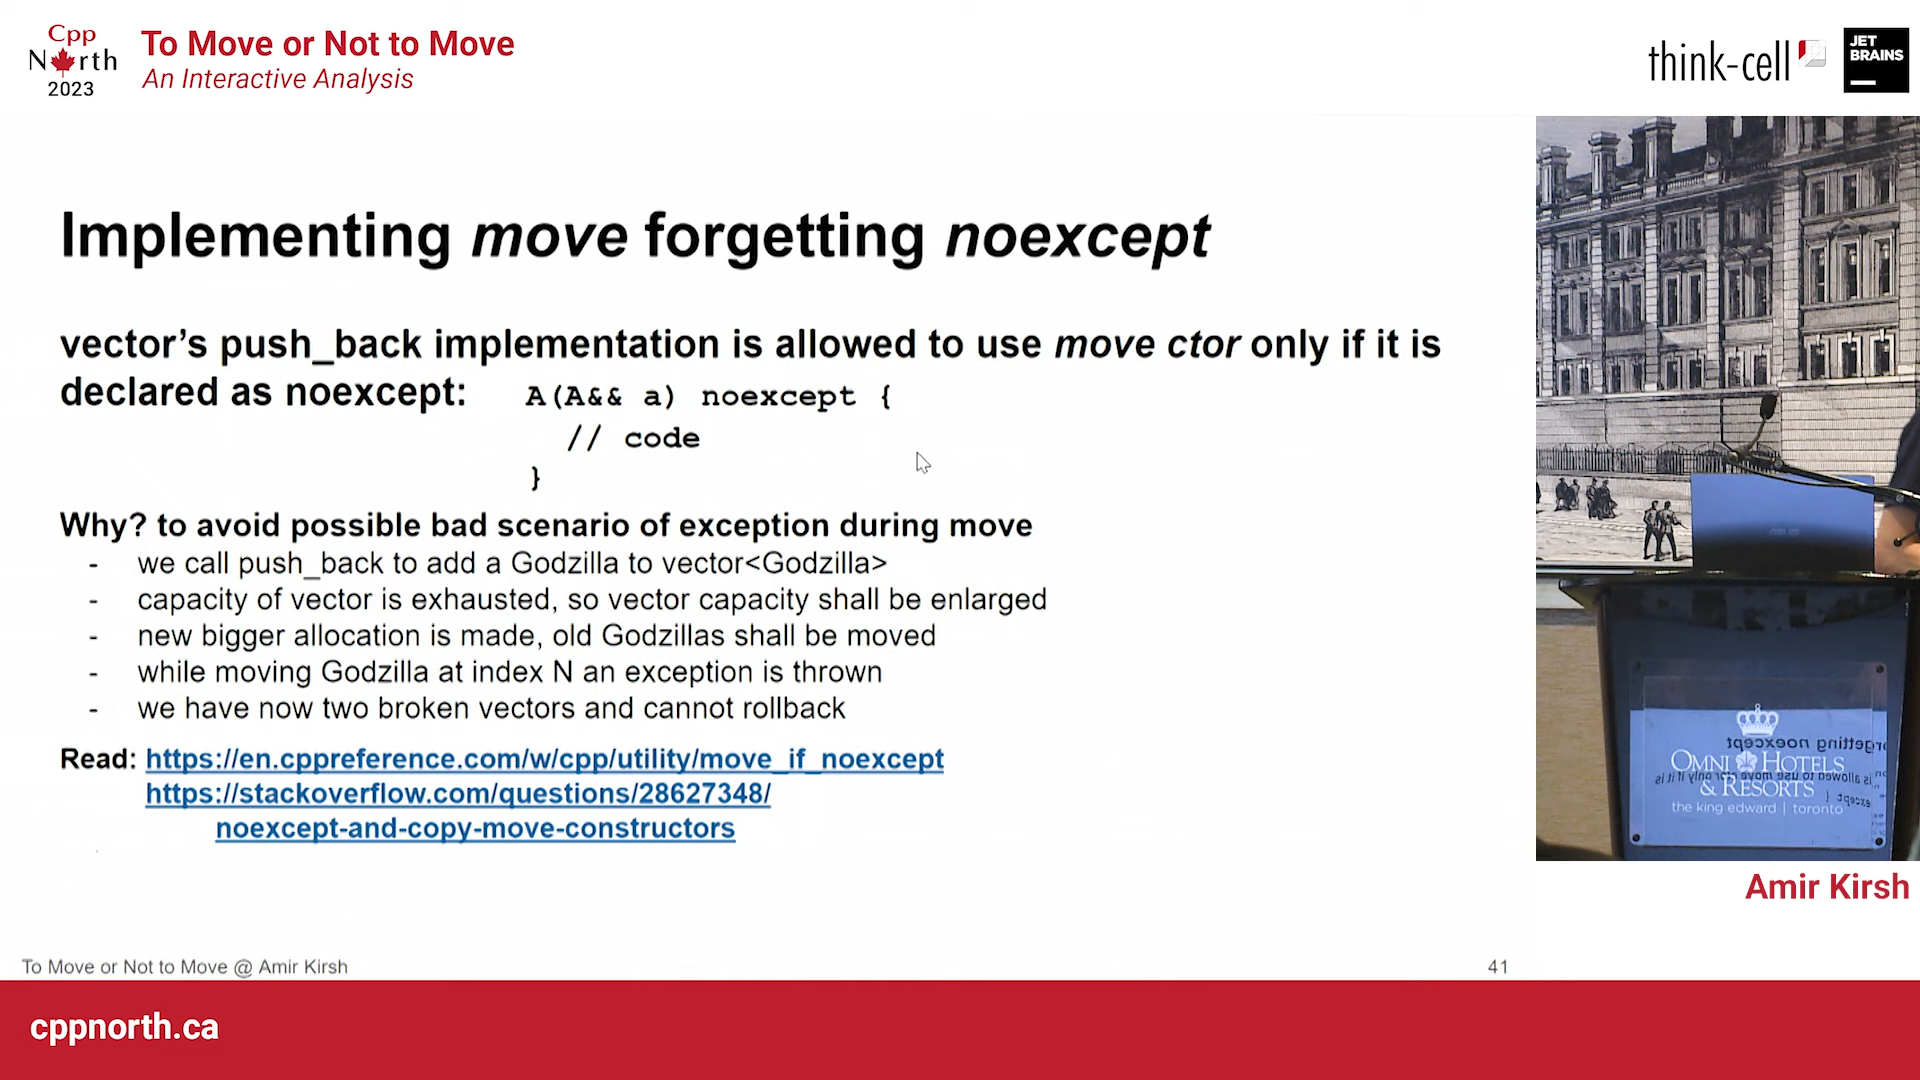 Cpp
North
2023
To Move or Not to Move
An Interactive Analysis
think-cell
JET
BRAINS
Implementing move forgetting noexcept
vector’s push_back implementation is allowed to use move ctor only if it is
declared as noexcept:
A(A&& a) noexcept {
// code
}
Why? to avoid possible bad scenario of exception during move
- we call push_back to add a Godzilla to vector<Godzilla>
- capacity of vector is exhausted, so vector capacity shall be enlarged
- new bigger allocation is made, old Godzillas shall be moved
- while moving Godzilla at index N an exception is thrown
- we have now two broken vectors and cannot rollback
Read: https://en.cppreference.com/w/cpp/utility/move_if_noexcept
https://stackoverflow.com/questions/28627348/
noexcept-and-copy-move-constructors
OMNI HOTELS
& RESORTS
the king edward | toronto
Amir Kirsh
To Move or Not to Move @ Amir Kirsh
41
cppnorth.ca